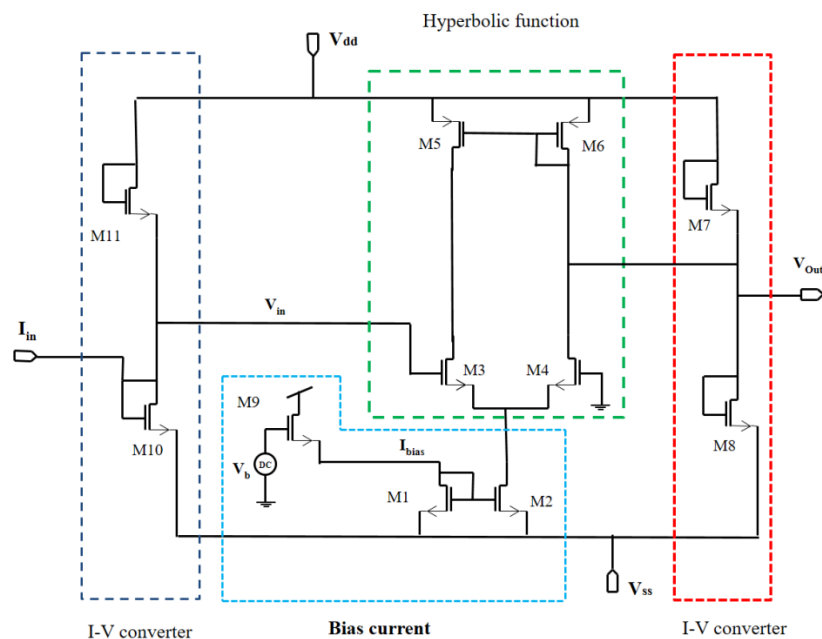 Hyperbolic function
Vdd
M5
M6
M11
M7
Vin
VOut
Iin
M3
M4
M9
M10
Ibias
M8
Vb
DC
M1
M2
Vss
I-V converter
Bias current
I-V converter